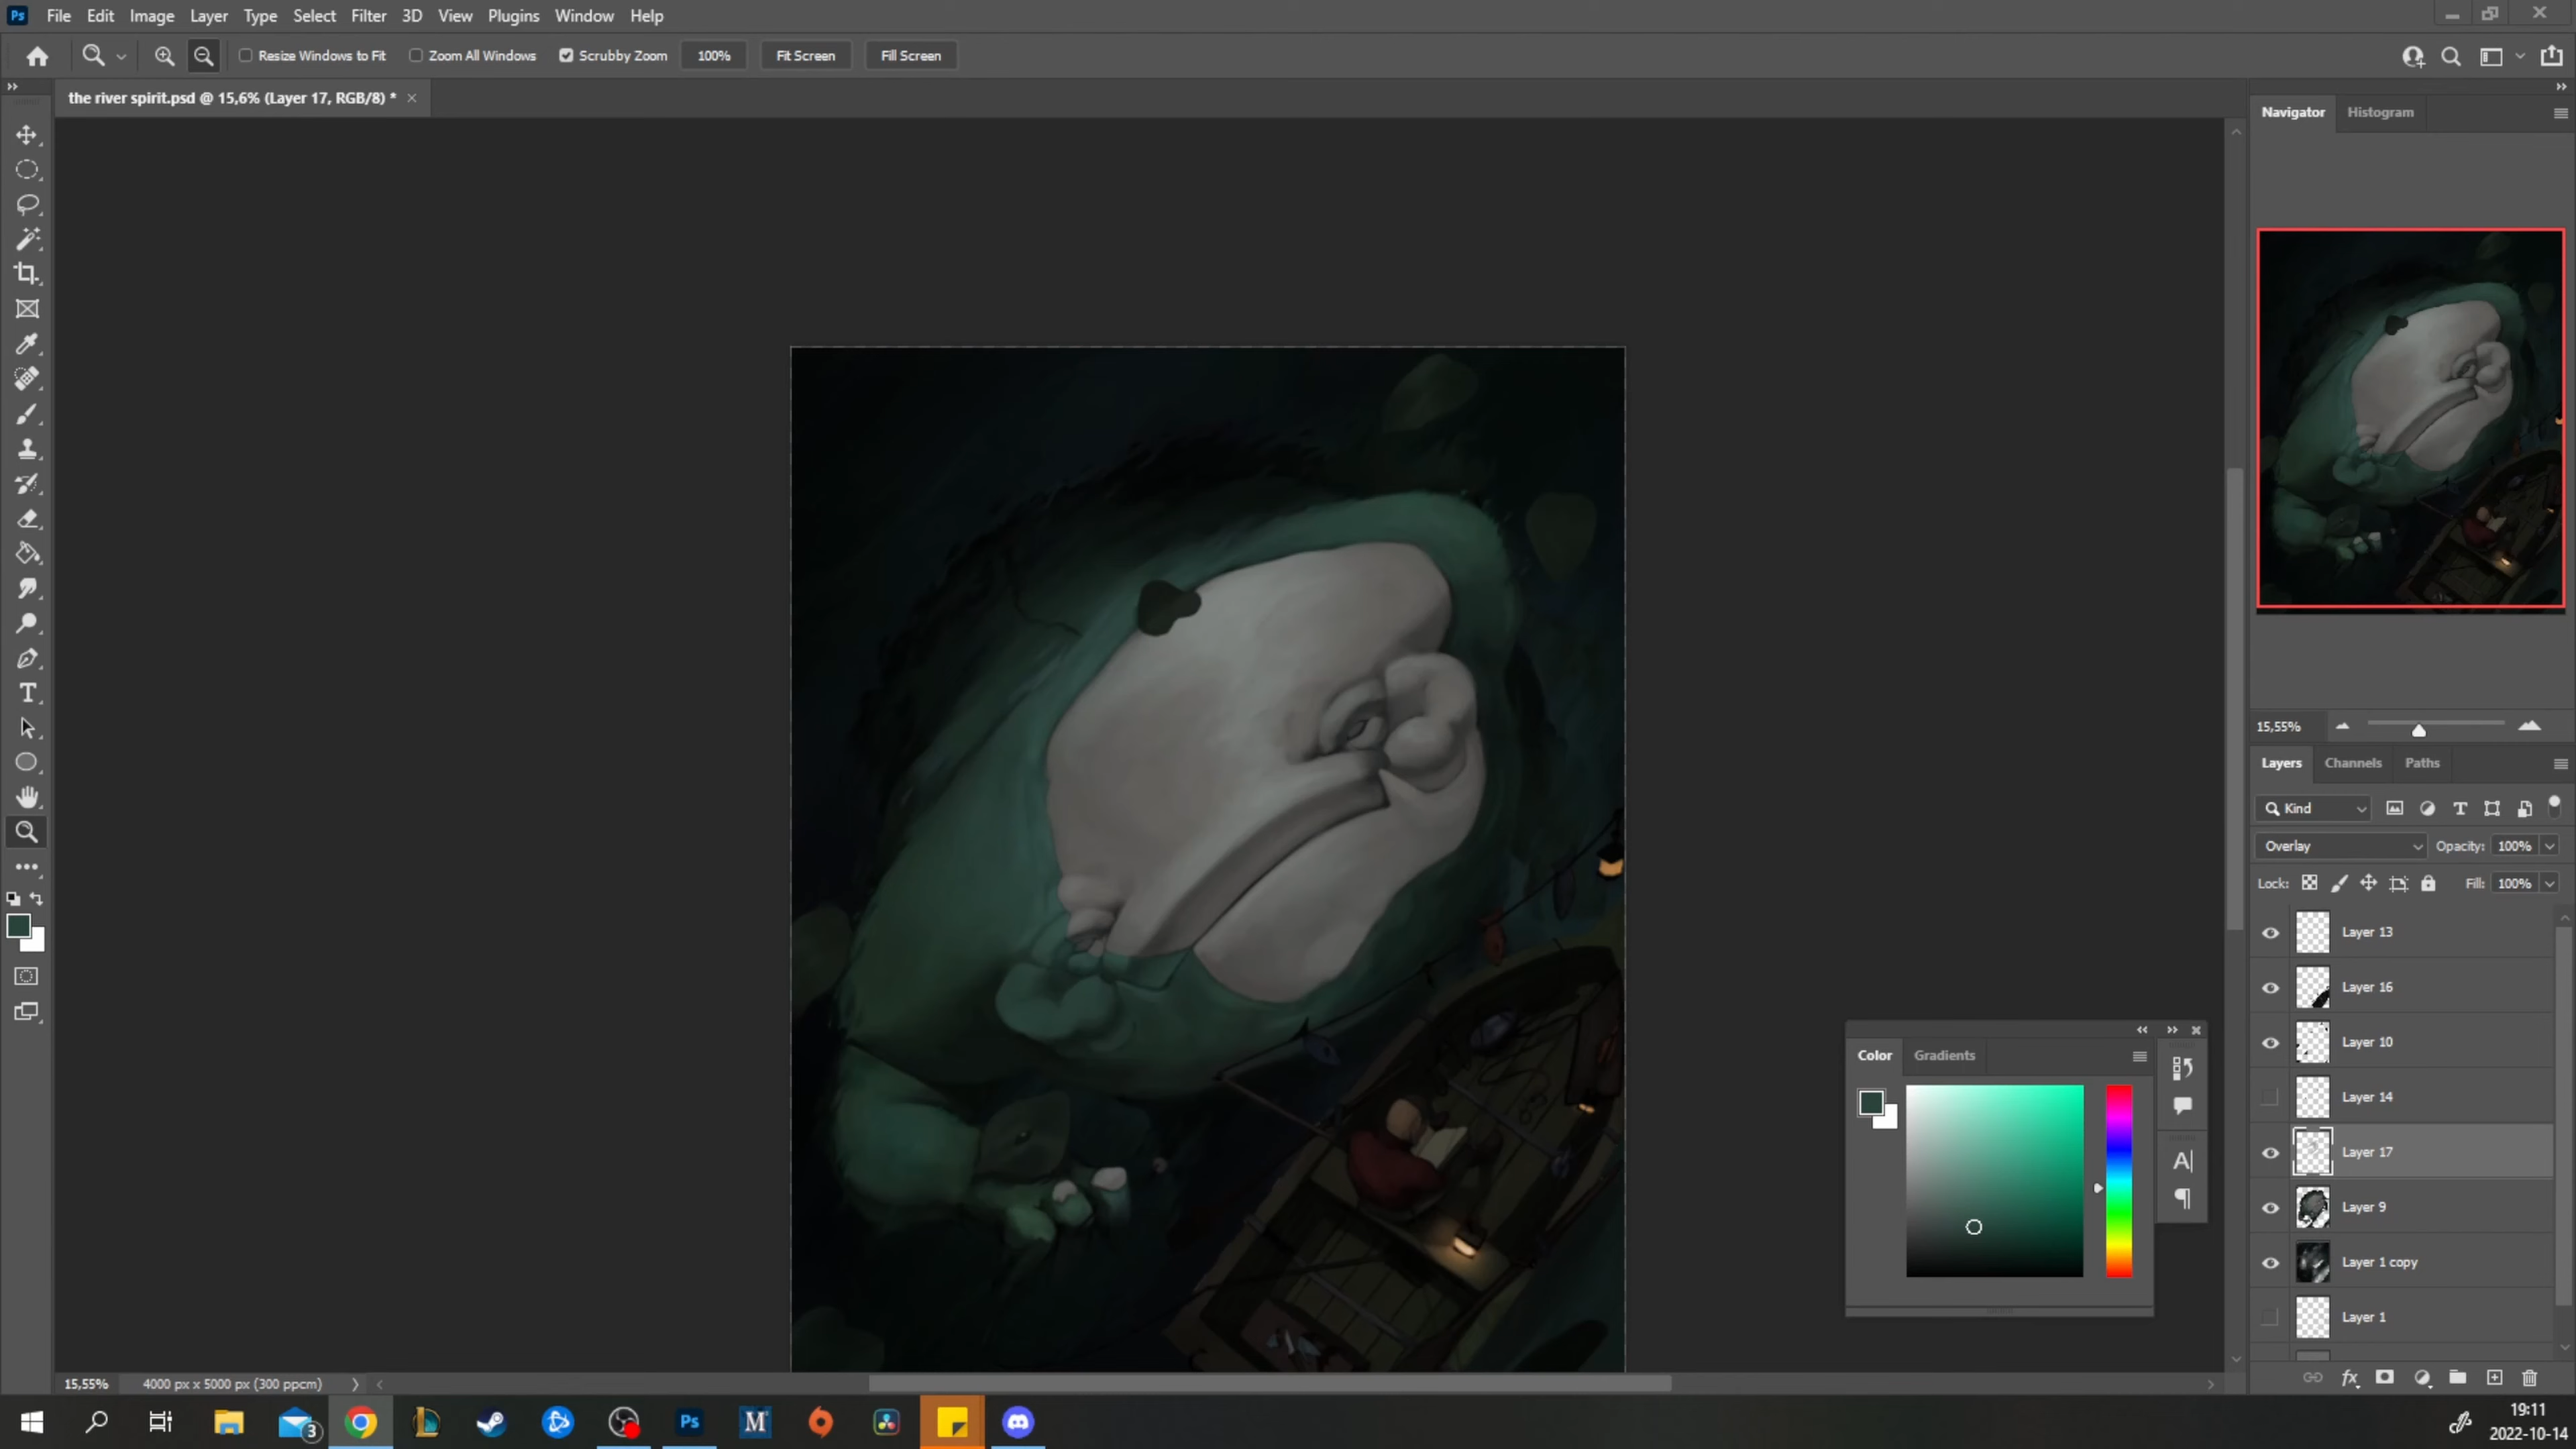 Ps File Edit Image Layer Type Select Filter 3D View Plugins Window Help
Resize Windows to Fit Zoom All Windows Scrubby Zoom 100% Fit Screen Fill Screen
the river spirit.psd @ 15,6% (Layer 17, RGB/8) *
Navigator Histogram
15,55%
Layers Channels Paths
Kind
Overlay Opacity: 100%
Lock: Fill: 100%
Layer 13
Layer 16
Layer 10
Layer 14
Layer 17
Layer 9
Layer 1 copy
Layer 1
Color Gradients
15,55% 4000 px x 5000 px (300 ppcm)
3
Ps
M
19:11
2022-10-14